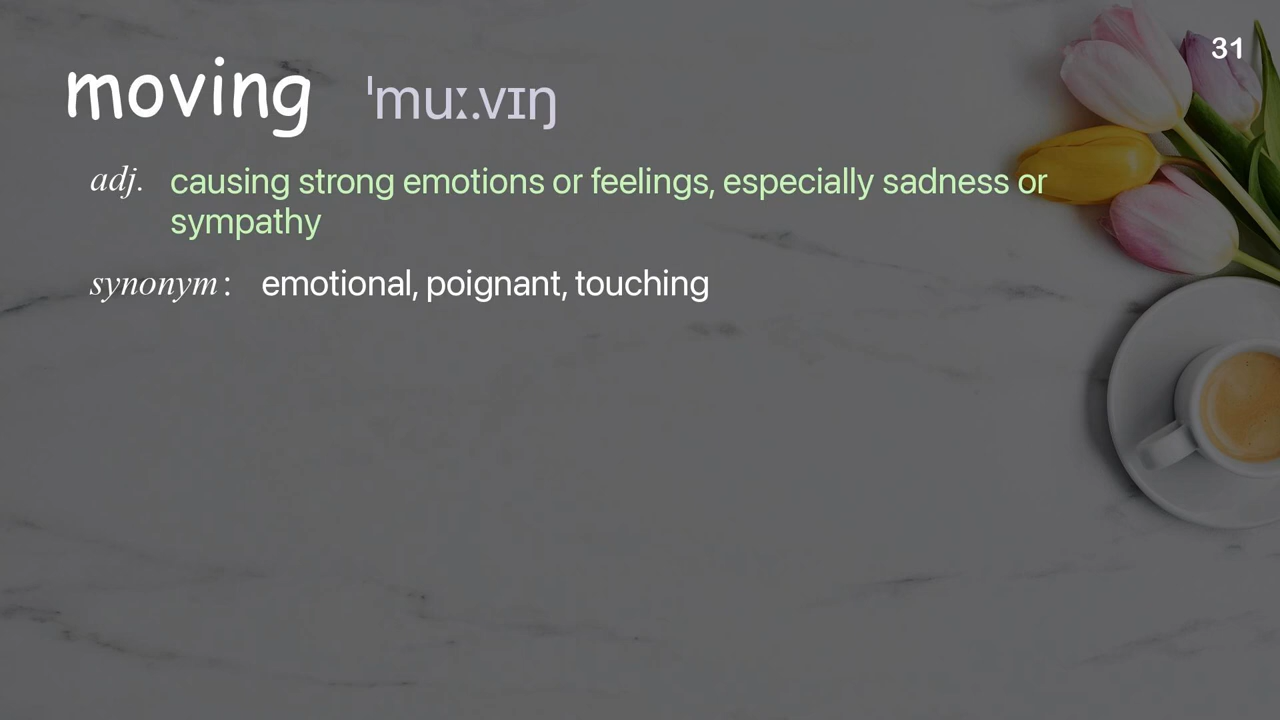 31
moving ˈmuː.vɪŋ
adj. causing strong emotions or feelings, especially sadness or
sympathy
synonym : emotional, poignant, touching